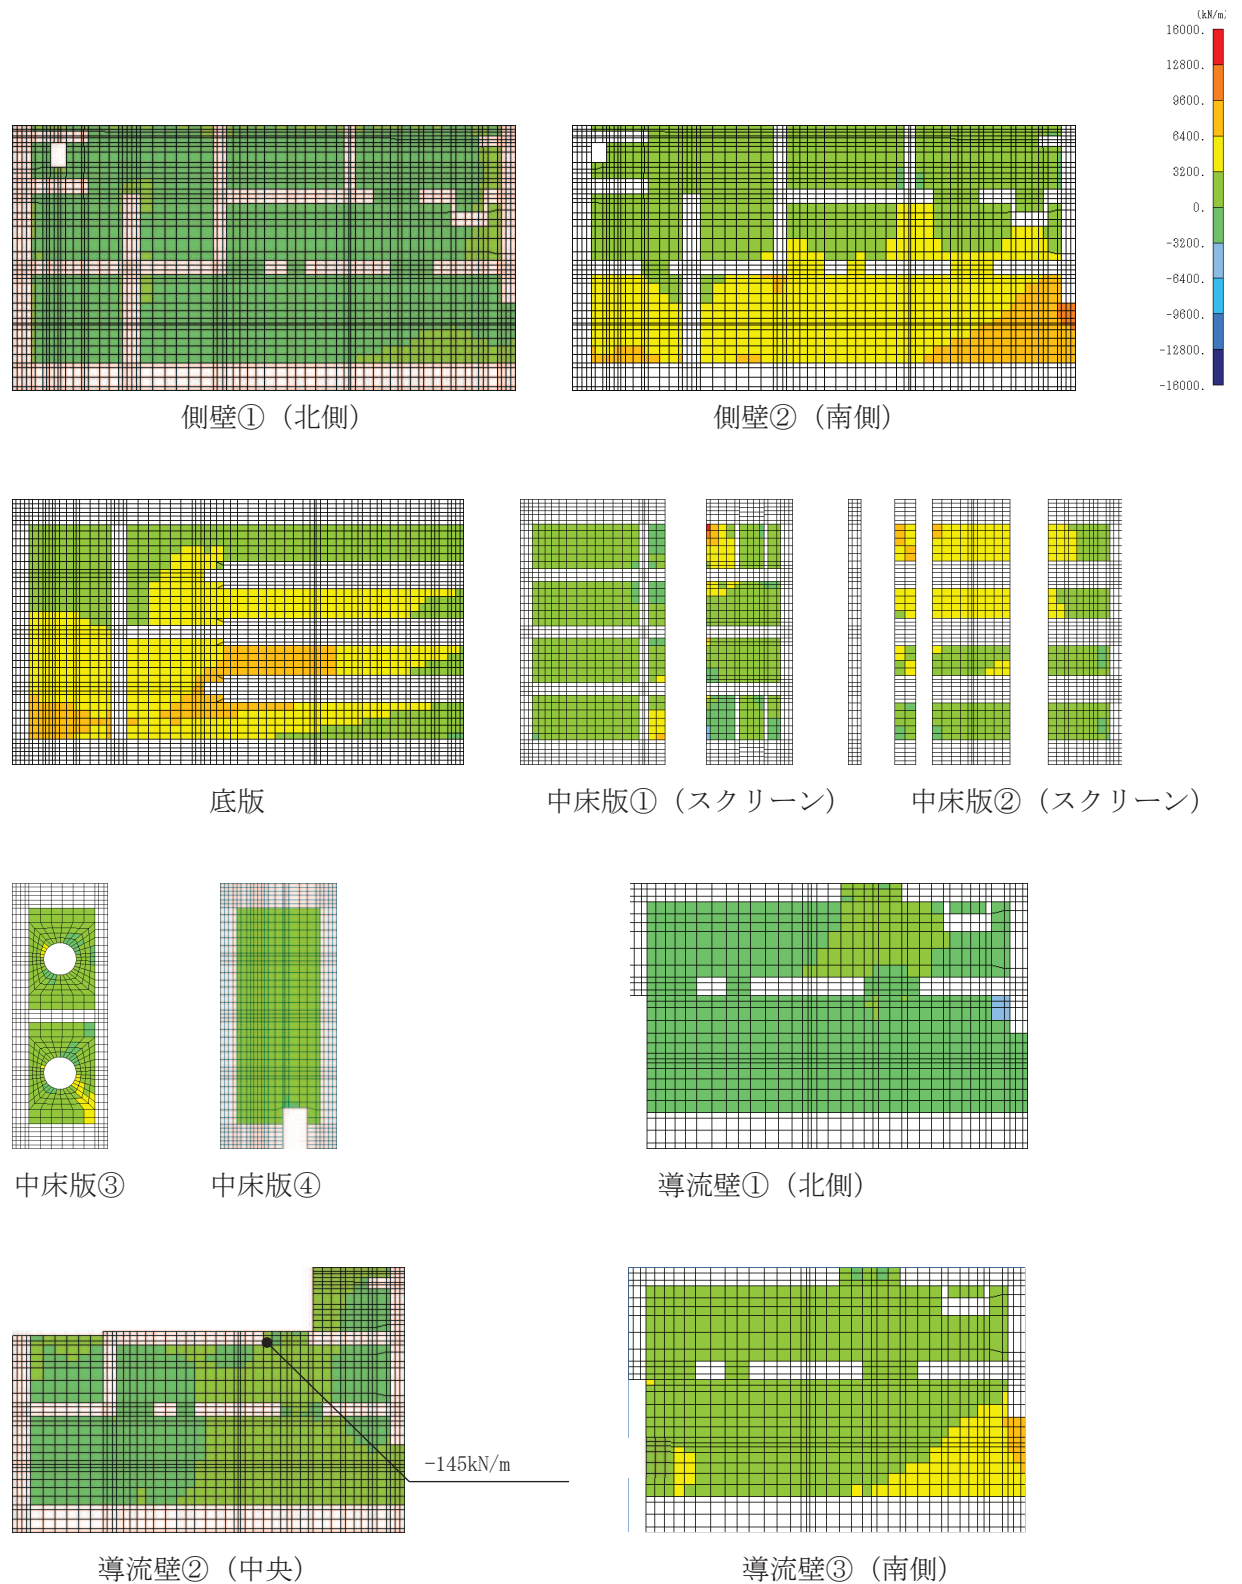 (kN/m)
16000.
12800.
9600.
6400.
3200.
0.
-3200.
-6400.
-9600.
-12800.
-16000.
側壁①（北側）
側壁②（南側）
底版
中床版①（スクリーン）
中床版②（スクリーン）
中床版③
中床版④
導流壁①（北側）
-145kN/m
導流壁②（中央）
導流壁③（南側）